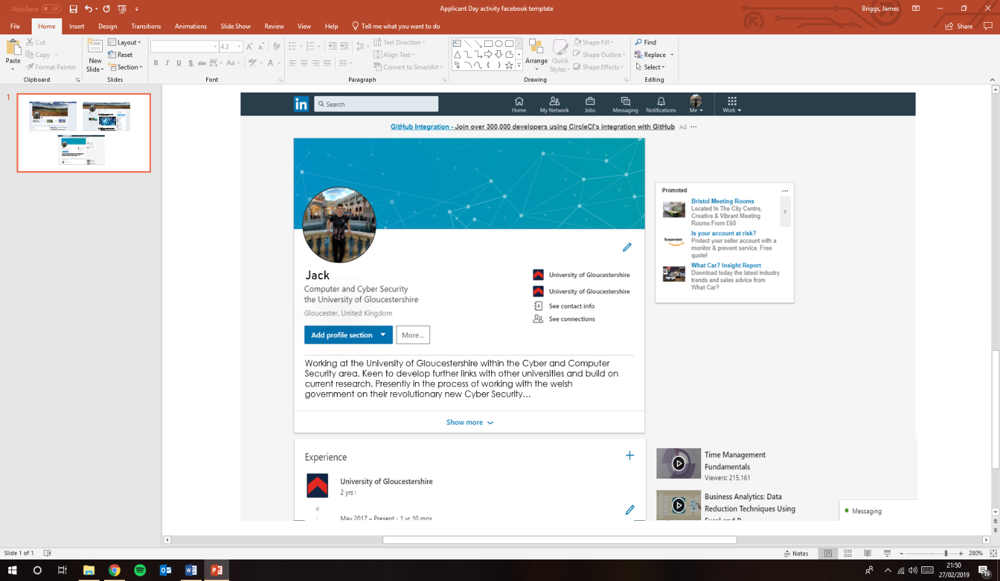 AutoSave Off
Applicant Day activity facebook template
Briggs, James
File Home Insert Design Transitions Animations Slide Show Review View Help Tell me what you want to do
Share
Paste
Cut
Copy
Format Painter
Clipboard
New Slide
Layout
Reset
Section
Slides
4.3
B I U S abc AV Aa A
Font
Text Direction
Align Text
Convert to SmartArt
Paragraph
Arrange
Quick Styles
Shape Fill
Shape Outline
Shape Effects
Drawing
Find
Replace
Select
Editing
1
in
Search
Home
My Network
Jobs
Messaging
Notifications
Me
Work
GitHub Integration - Join over 300,000 developers using CircleCI's integration with GitHub Ad ...
Promoted
Bristol Meeting Rooms
Located In The City Centre,
Creative & Vibrant Meeting
Rooms From £60
Suspended
Is your account at risk?
Protect your seller account with a
monitor & prevent service. Free
quote!
What Car? Insight Report
Download today the latest industry
trends and sales advice from
What Car?
Jack
Computer and Cyber Security
the University of Gloucestershire
Gloucester, United Kingdom
Add profile section
More...
University of Gloucestershire
University of Gloucestershire
See contact info
See connections
Working at the University of Gloucestershire within the Cyber and Computer
Security area. Keen to develop further links with other universities and build on
current research. Presently in the process of working with the welsh
government on their revolutionary new Cyber Security...
Show more
Experience
University of Gloucestershire
2 yrs
May 2017 – Present · 1 yr 10 mos
Time Management
Fundamentals
Viewers: 215,161
Business Analytics: Data
Reduction Techniques Using
Excel and R
Messaging
Slide 1 of 1
Notes
280%
21:50
27/02/2019
19